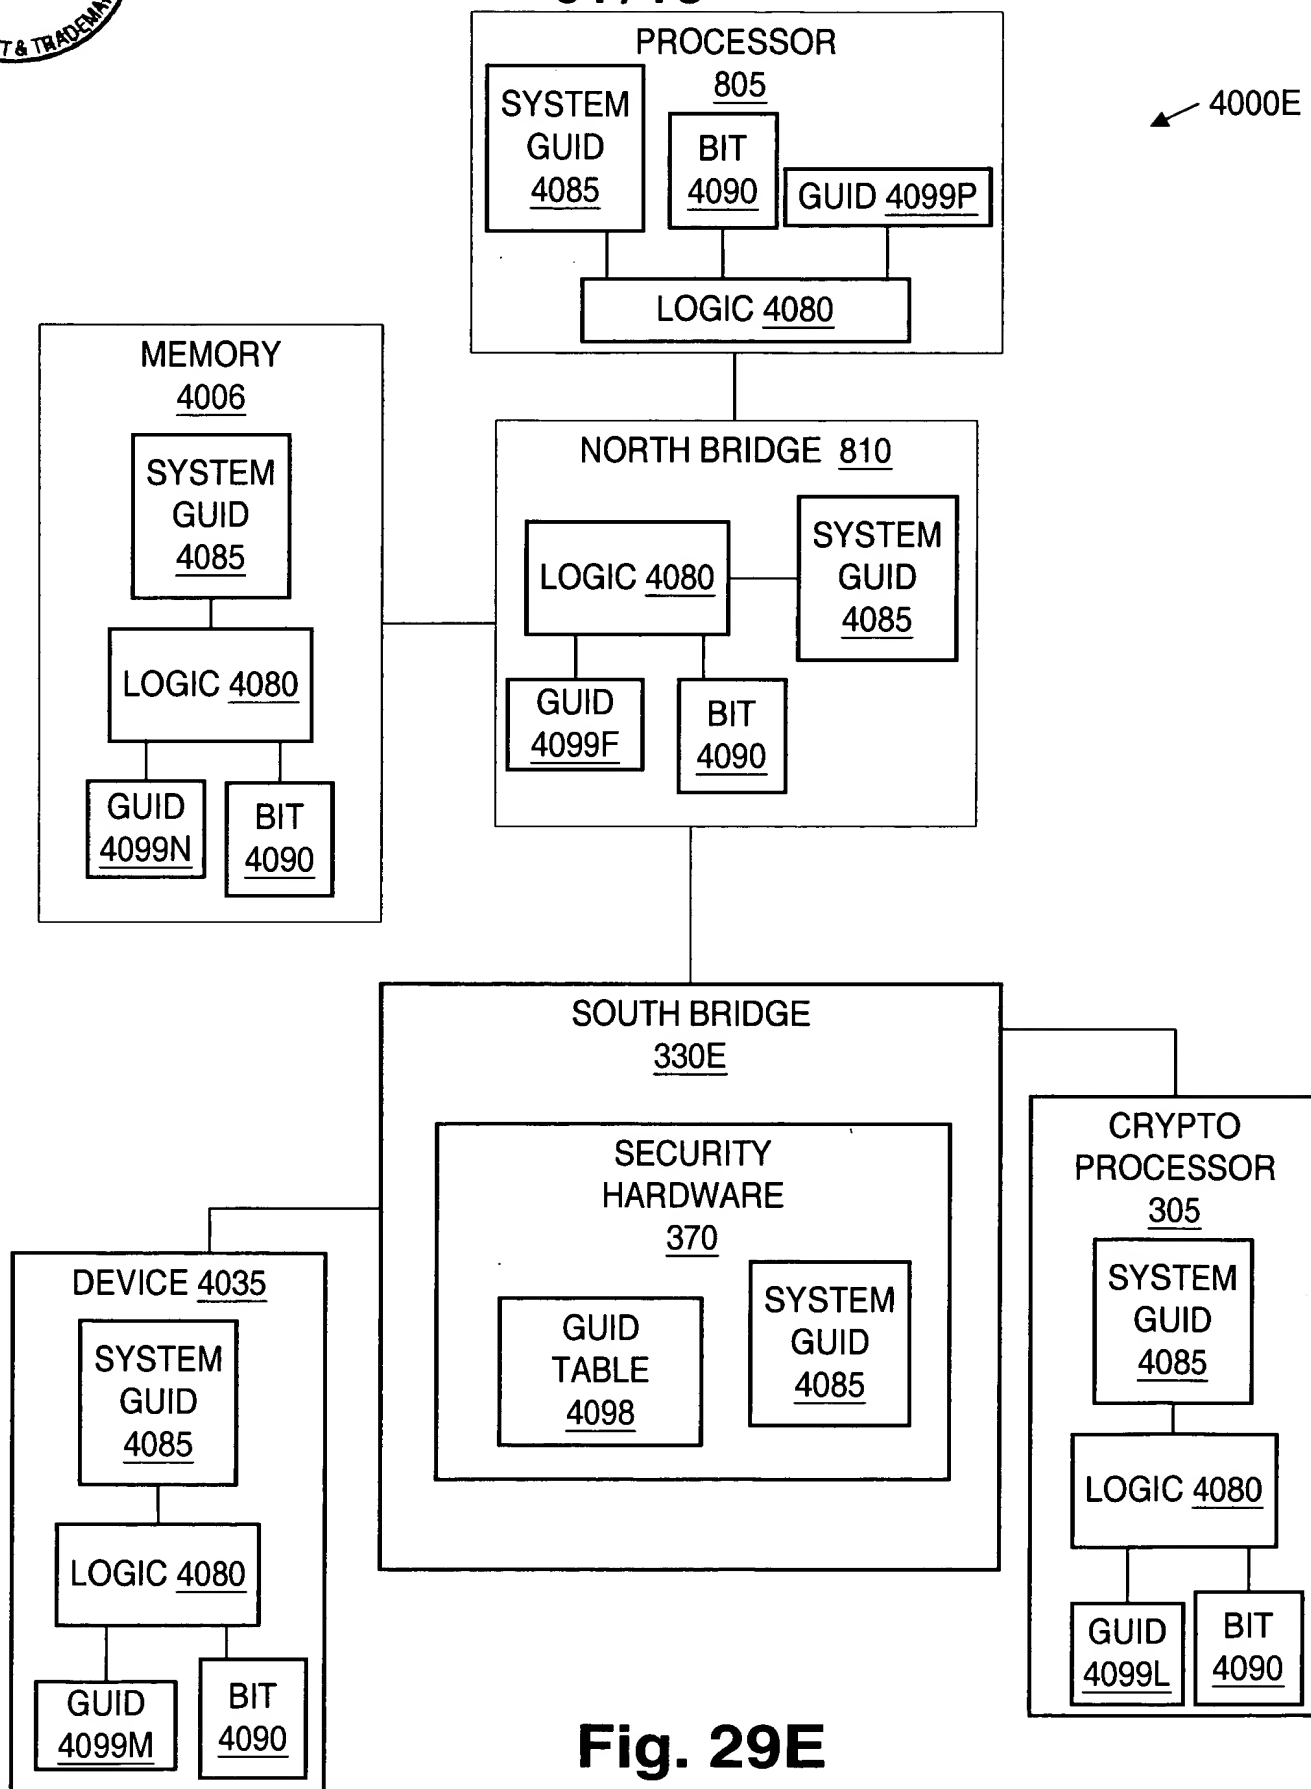 T & TRADEMA
PROCESSOR
805
SYSTEM
GUID
4085
BIT
4090
GUID 4099P
LOGIC 4080
4000E
MEMORY
4006
SYSTEM
GUID
4085
LOGIC 4080
GUID
4099N
BIT
4090
NORTH BRIDGE 810
LOGIC 4080
SYSTEM
GUID
4085
GUID
4099F
BIT
4090
SOUTH BRIDGE
330E
SECURITY
HARDWARE
370
GUID
TABLE
4098
SYSTEM
GUID
4085
CRYPTO
PROCESSOR
305
SYSTEM
GUID
4085
LOGIC 4080
GUID
4099L
BIT
4090
DEVICE 4035
SYSTEM
GUID
4085
LOGIC 4080
GUID
4099M
BIT
4090
Fig. 29E